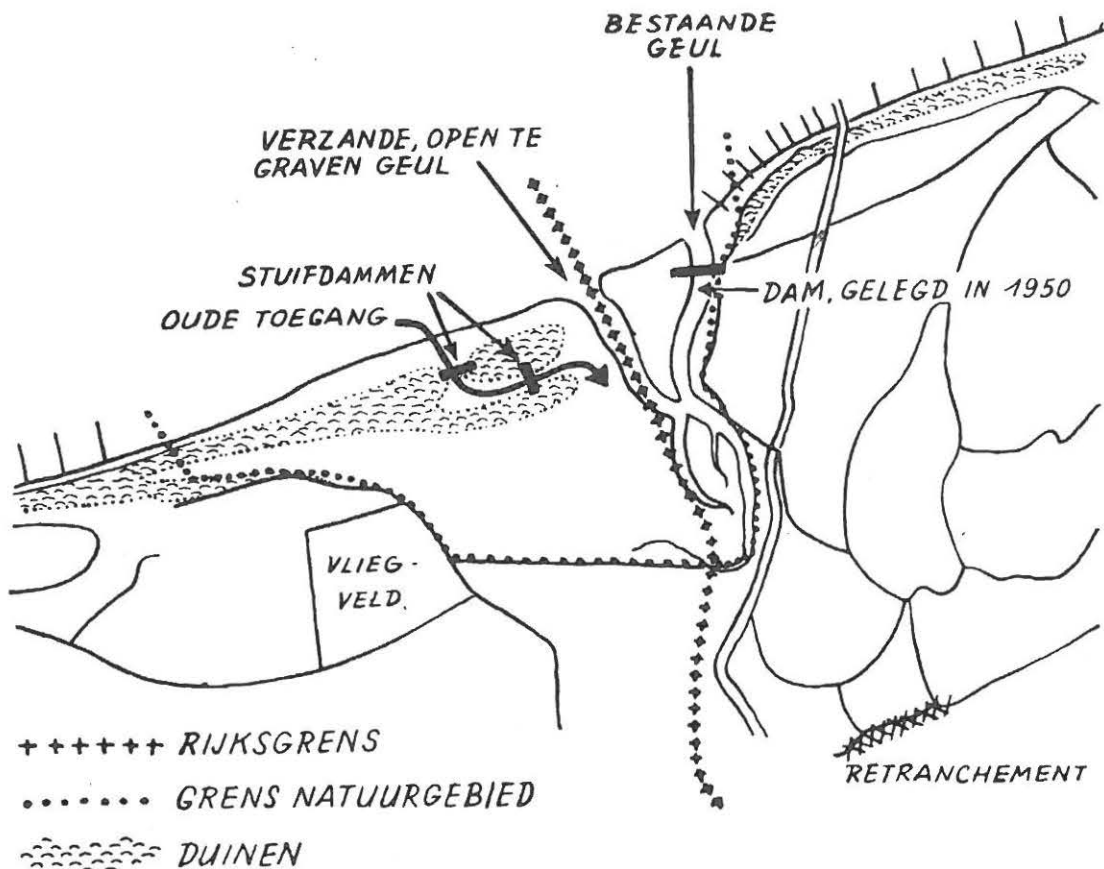 BESTAANDE
GEUL
VERZANDE, OPEN TE
GRAVEN GEUL
STUIFDAMMEN
OUDE TOEGANG
DAM, GELEGD IN 1950
VLIEG-
VELD.
RETRANCHEMENT
RIJKSGRENS
GRENS NATUURGEBIED
DUINEN